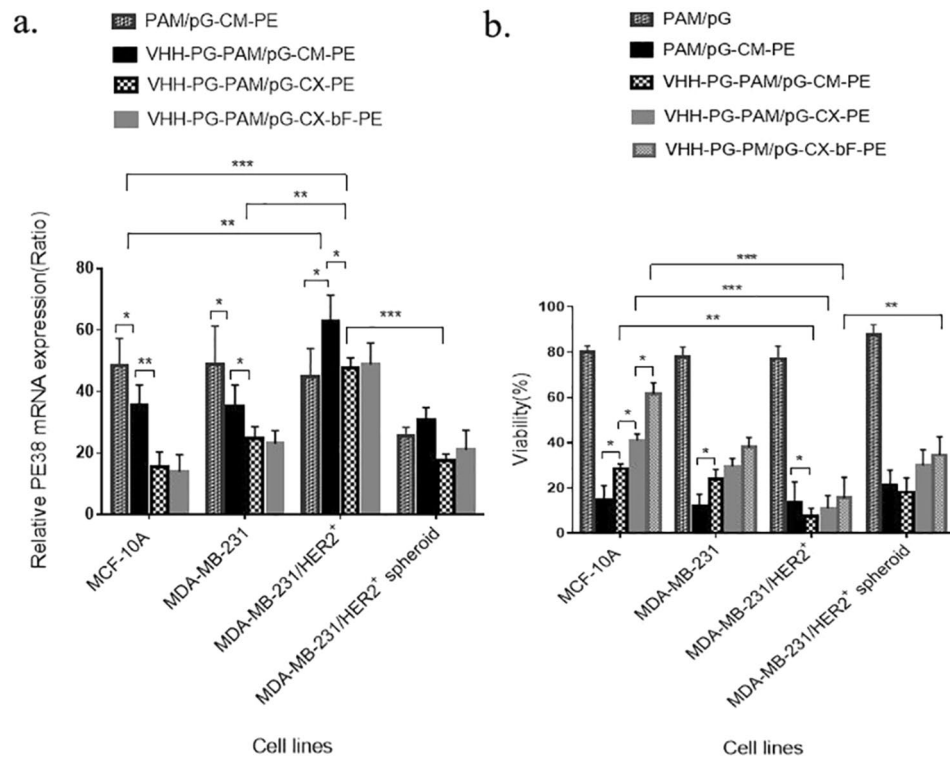 a.
PAM/pG-CM-PE
VHH-PG-PAM/pG-CM-PE
VHH-PG-PAM/pG-CX-PE
VHH-PG-PAM/pG-CX-bF-PE
***
**
**
*
*
*
*
*
**
***
Relative PE38 mRNA expression(Ratio)
80
60
40
20
0
MCF-10A
MDA-MB-231
MDA-MB-231/HER2+
MDA-MB-231/HER2+ spheroid
Cell lines
b.
PAM/pG
PAM/pG-CM-PE
VHH-PG-PAM/pG-CM-PE
VHH-PG-PAM/pG-CX-PE
VHH-PG-PM/pG-CX-bF-PE
***
***
**
**
*
*
*
*
*
Viability(%)
100
80
60
40
20
0
MCF-10A
MDA-MB-231
MDA-MB-231/HER2+
MDA-MB-231/HER2+ spheroid
Cell lines